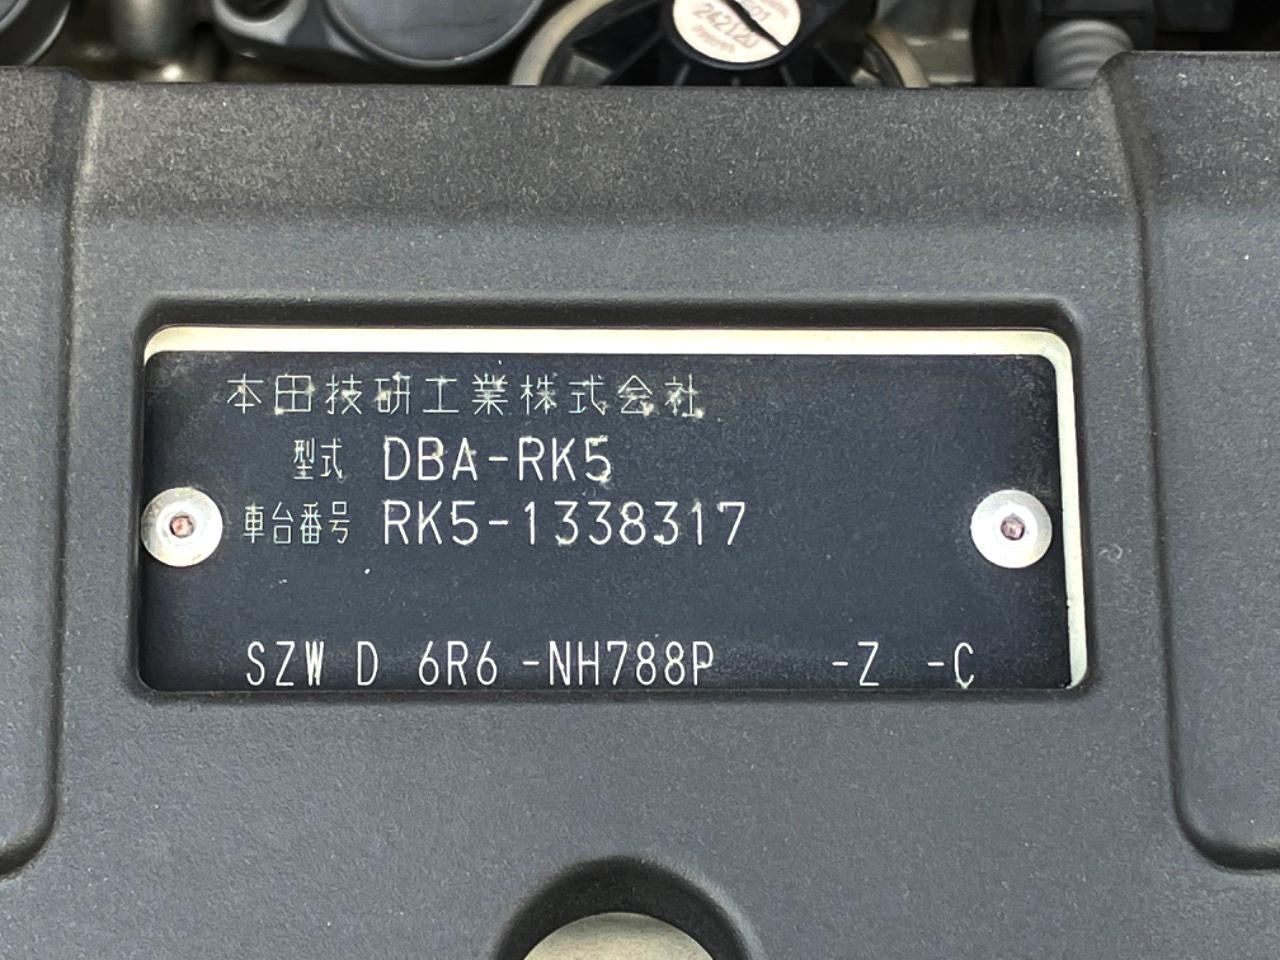 242120
本田技研工業株式会社
型式 DBA-RK5
車台番号 RK5-1338317
SZW D 6R6 -NH788P -Z -C